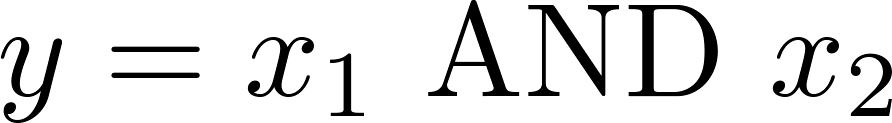 y = x₁ AND x₂